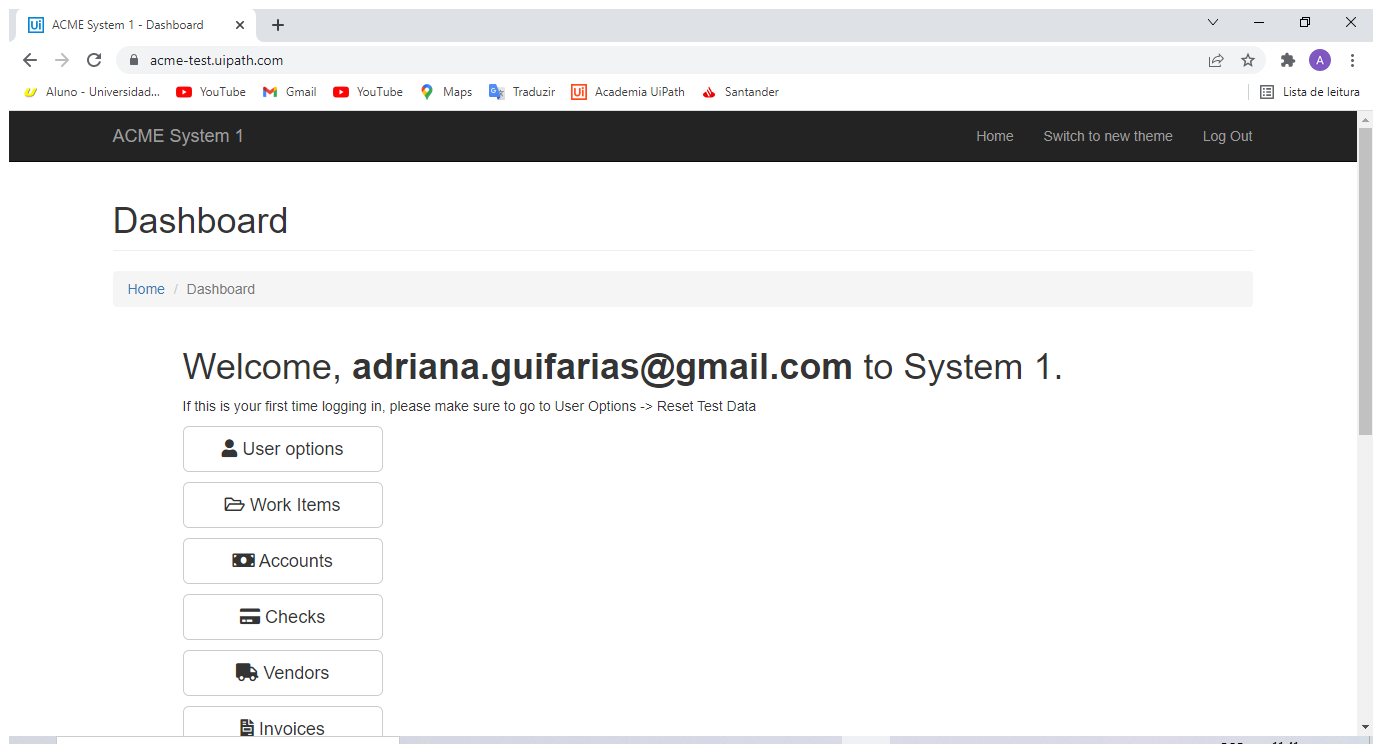 Ui ACME System 1 - Dashboard
acme-test.uipath.com
A
Aluno - Universidad... YouTube Gmail YouTube Maps Traduzir Ui Academia UiPath Santander Lista de leitura
ACME System 1 Home Switch to new theme Log Out
Dashboard
Home / Dashboard
Welcome, adriana.guifarias@gmail.com to System 1.
If this is your first time logging in, please make sure to go to User Options -> Reset Test Data
User options
Work Items
Accounts
Checks
Vendors
Invoices